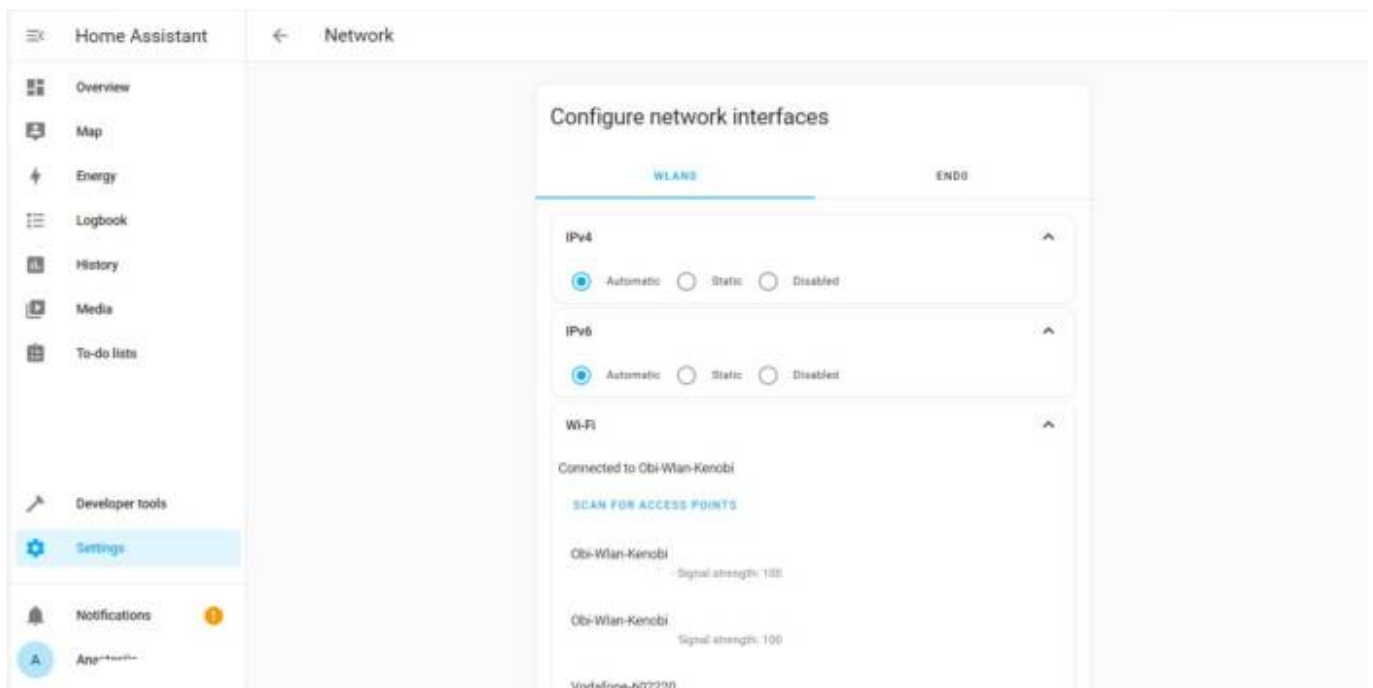 Home Assistant
Network
Overview
Map
Energy
Logbook
History
Media
To-do lists
Developer tools
Settings
Notifications
A
Configure network interfaces
WLAN0
END0
IPv4
Automatic Static Disabled
IPv6
Automatic Static Disabled
Wi-Fi
Connected to Obi-Wlan-Kenobi
SCAN FOR ACCESS POINTS
Obi-Wlan-Kenobi
Signal strength: 100
Obi-Wlan-Kenobi
Signal strength: 100
Vodafone-602220